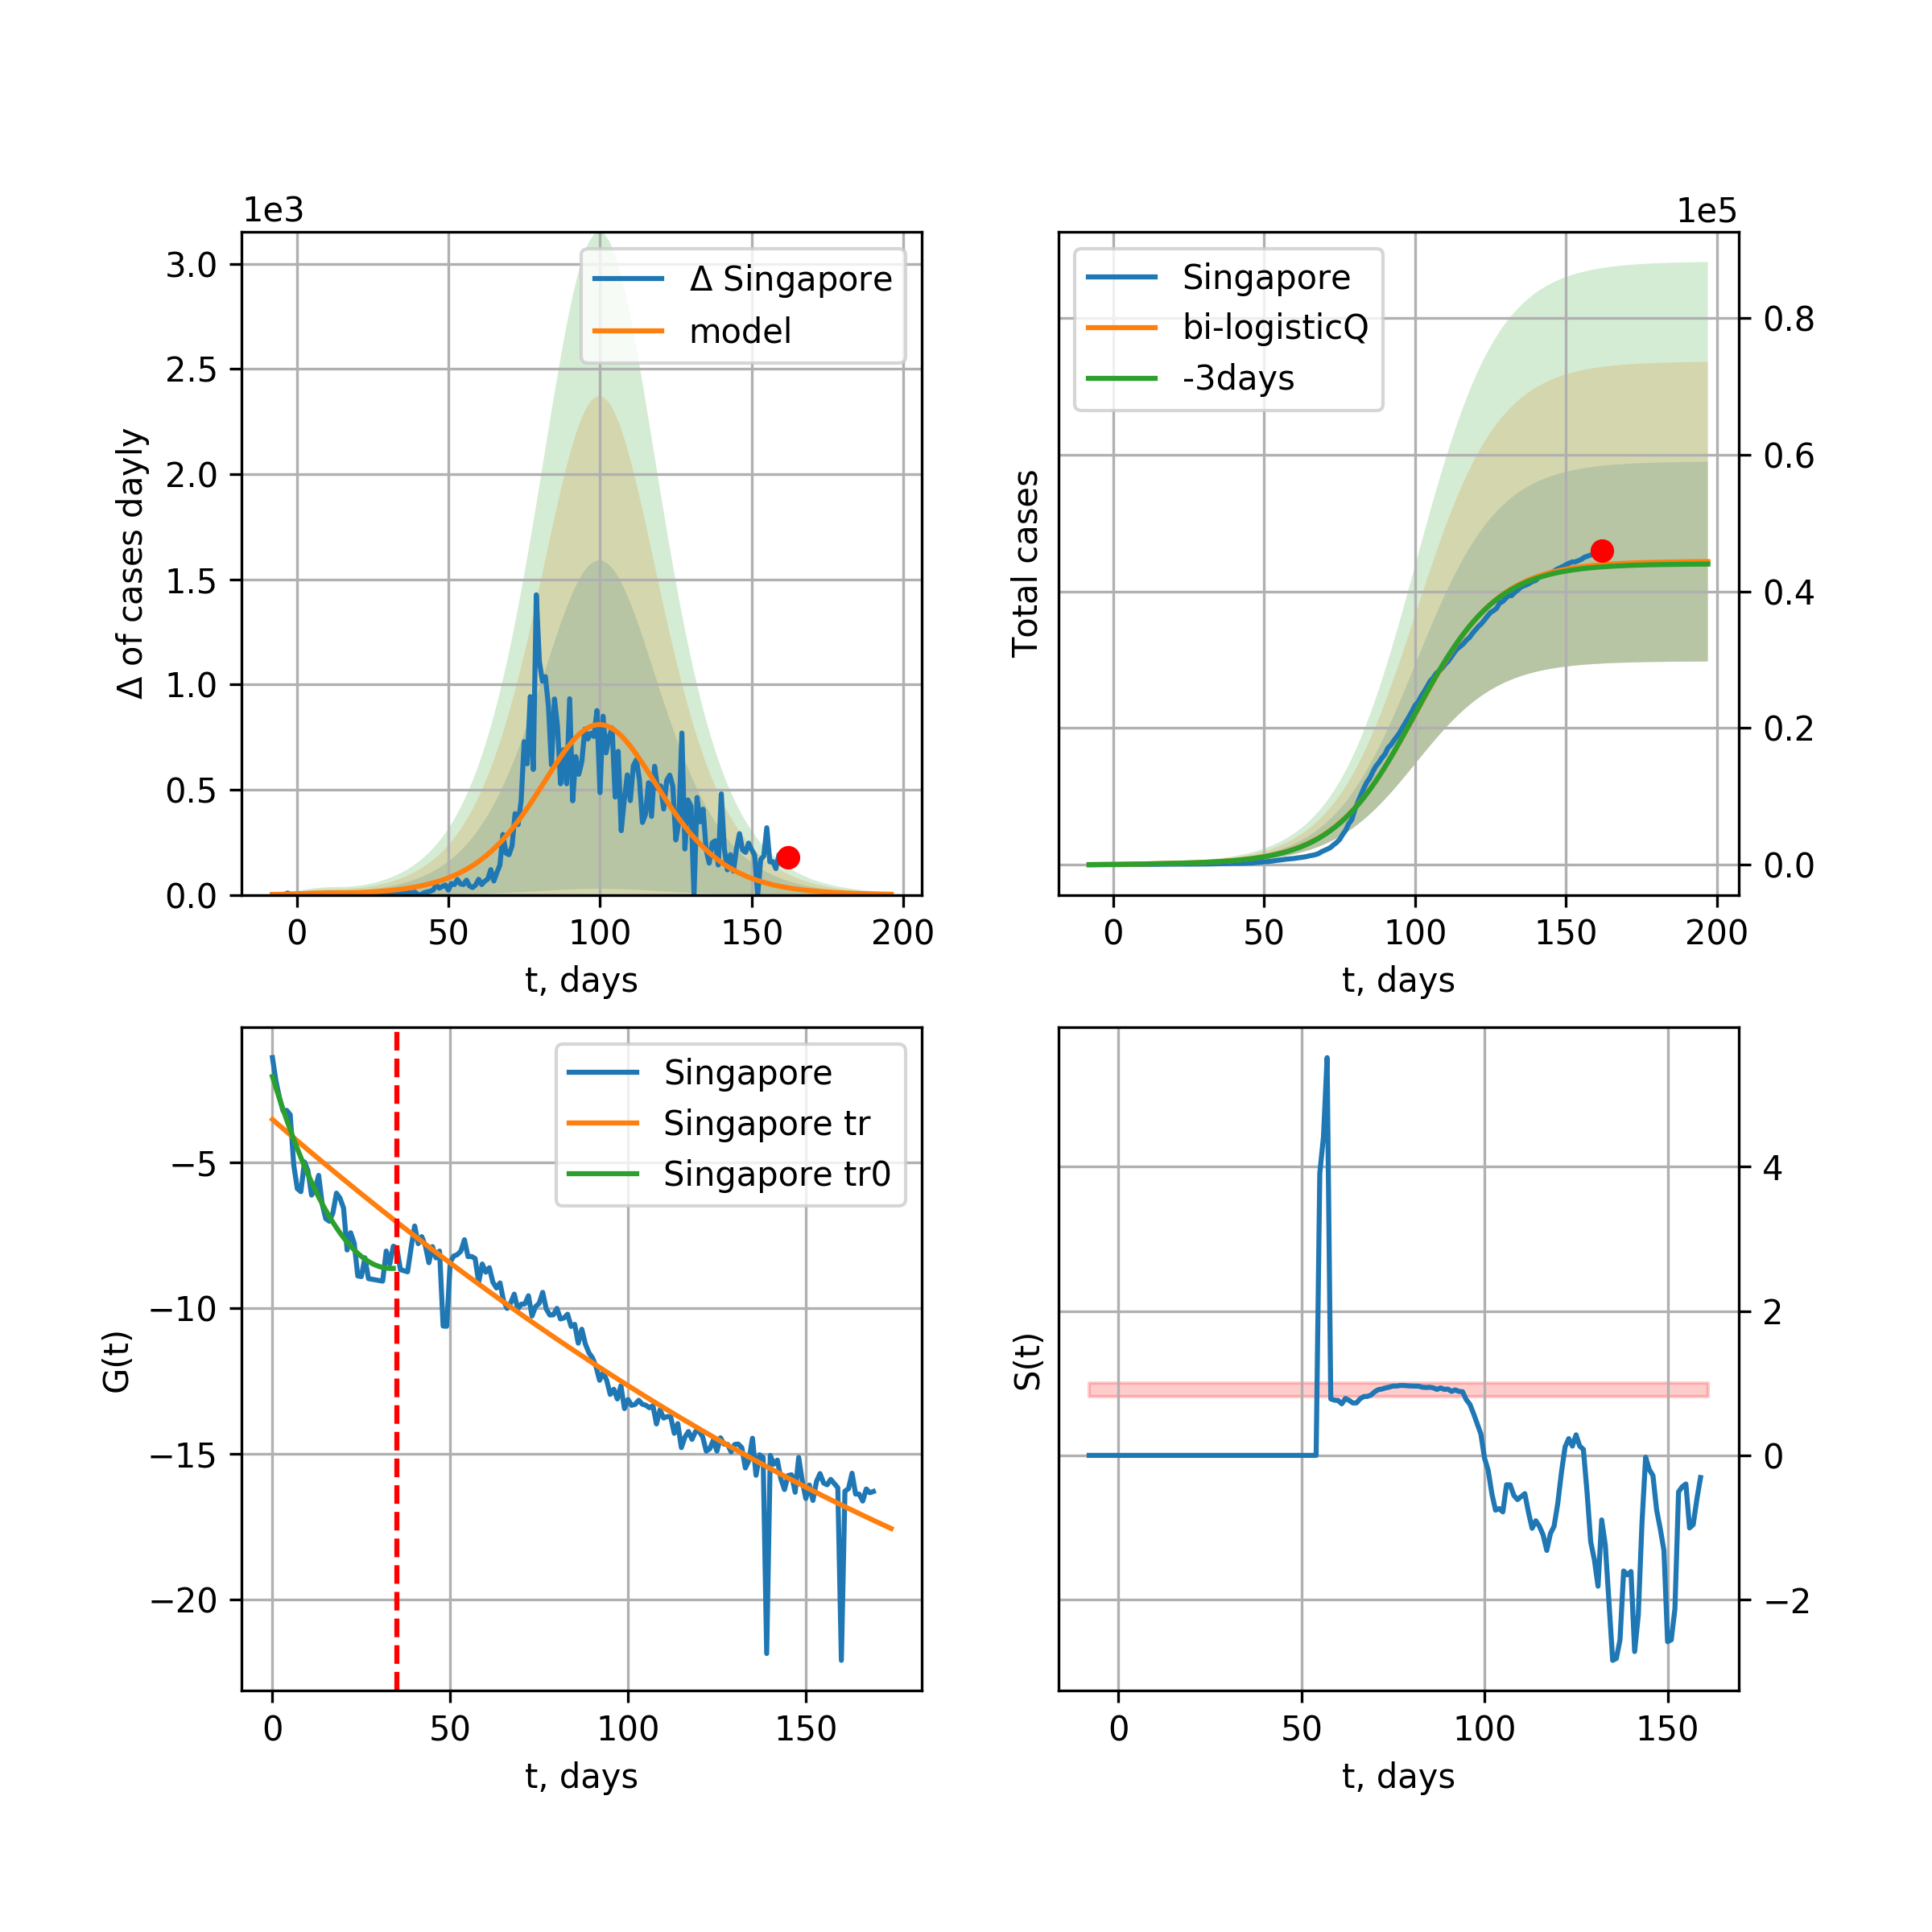 1e3
3.0
2.5
2.0
1.5
1.0
0.5
0.0
Δ of cases dayly
Δ Singapore
model
0
50
100
150
200
t, days
1e5
Singapore
bi-logisticQ
-3days
Total cases
0.8
0.6
0.4
0.2
0.0
0
50
100
150
200
t, days
G(t)
−5
−10
−15
−20
Singapore
Singapore tr
Singapore tr0
0
50
100
150
t, days
S(t)
4
2
0
−2
0
50
100
150
t, days